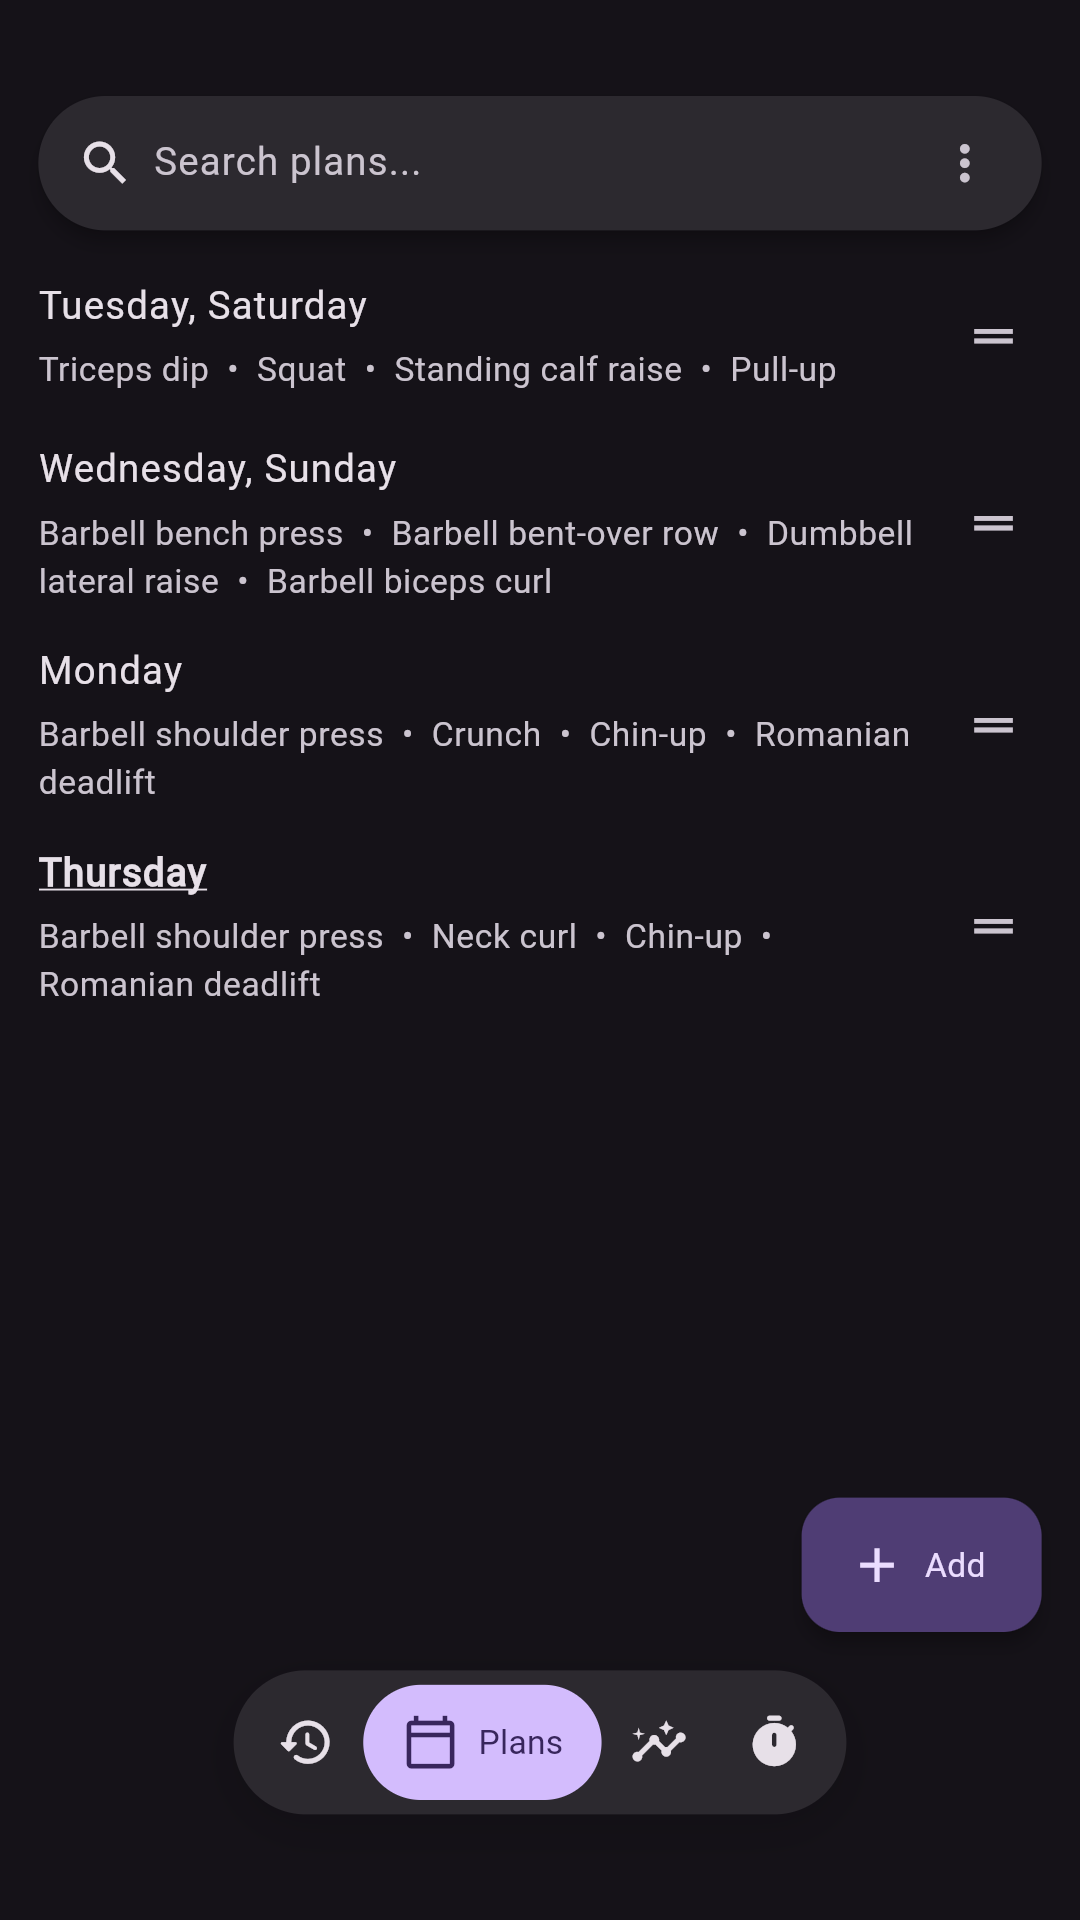 Search plans...
Tuesday, Saturday
Triceps dip • Squat • Standing calf raise • Pull-up
Wednesday, Sunday
Barbell bench press • Barbell bent-over row • Dumbbell
lateral raise • Barbell biceps curl
Monday
Barbell shoulder press • Crunch • Chin-up • Romanian
deadlift
Thursday
Barbell shoulder press • Neck curl • Chin-up •
Romanian deadlift
Add
Plans